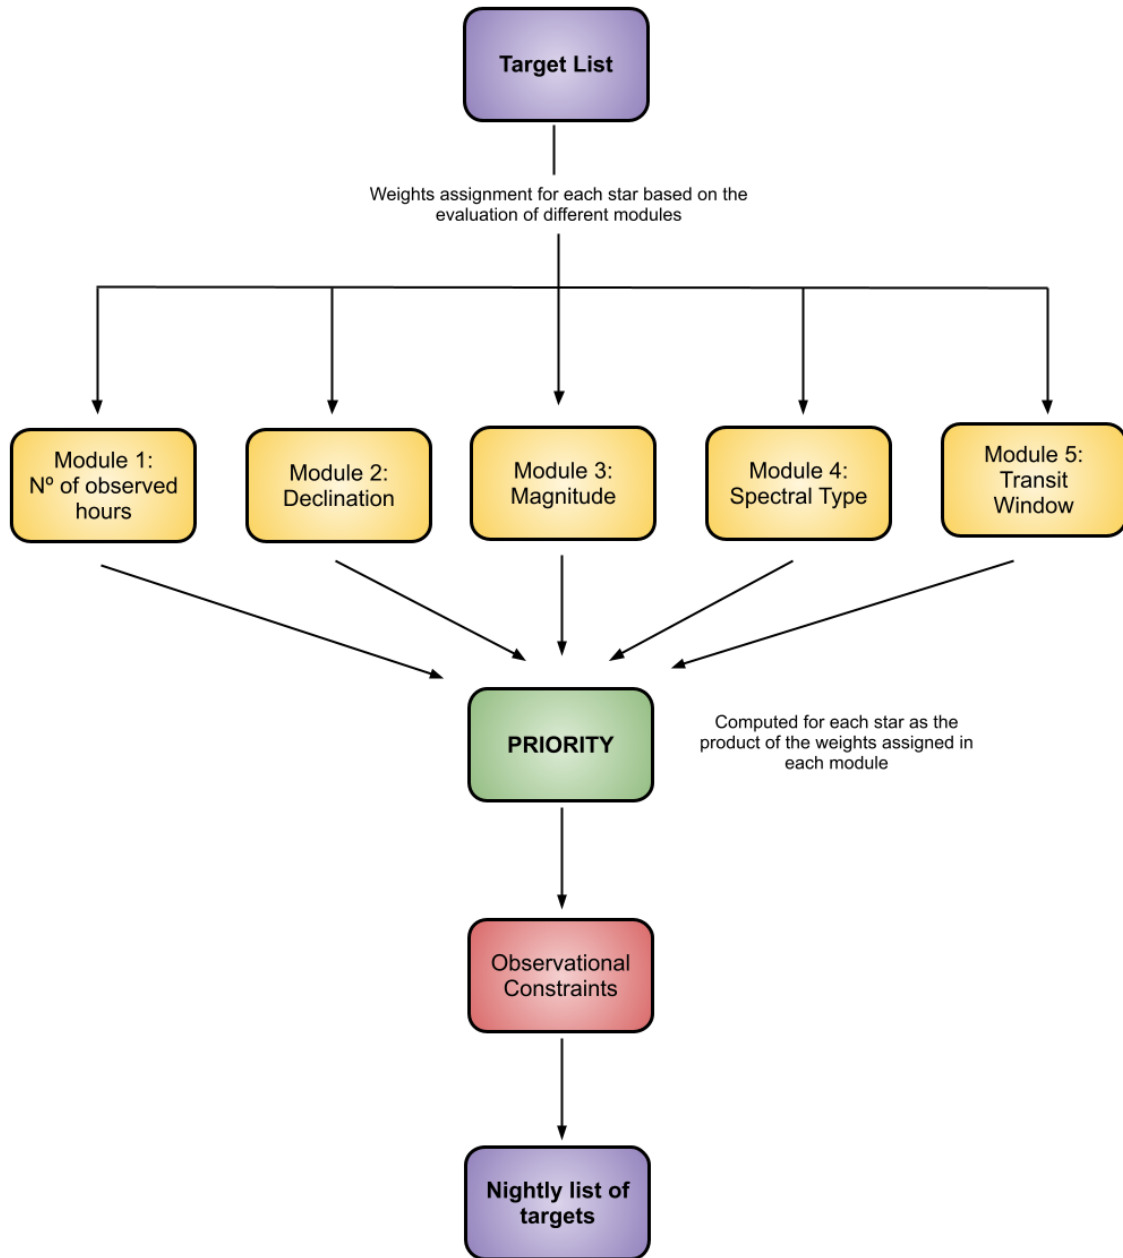 Target List
Weights assignment for each star based on the
evaluation of different modules
Module 1:
Nº of observed
hours
Module 2:
Declination
Module 3:
Magnitude
Module 4:
Spectral Type
Module 5:
Transit
Window
PRIORITY
Computed for each star as the
product of the weights assigned in
each module
Observational
Constraints
Nightly list of
targets